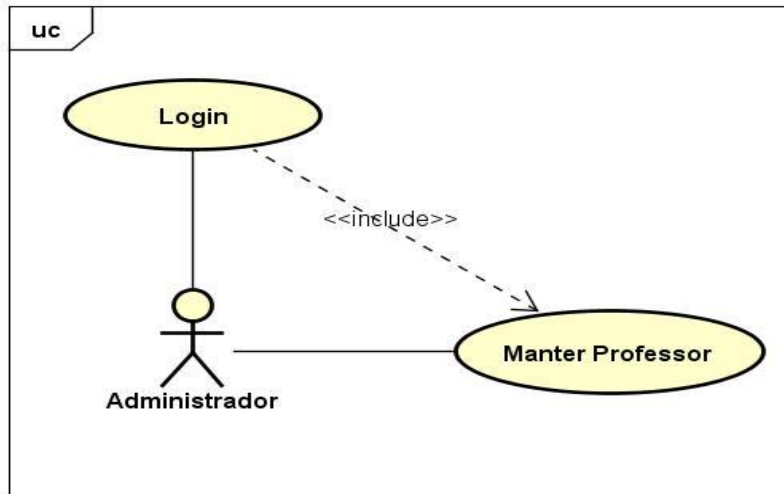 uc
Login
<<include>>
Manter Professor
Administrador